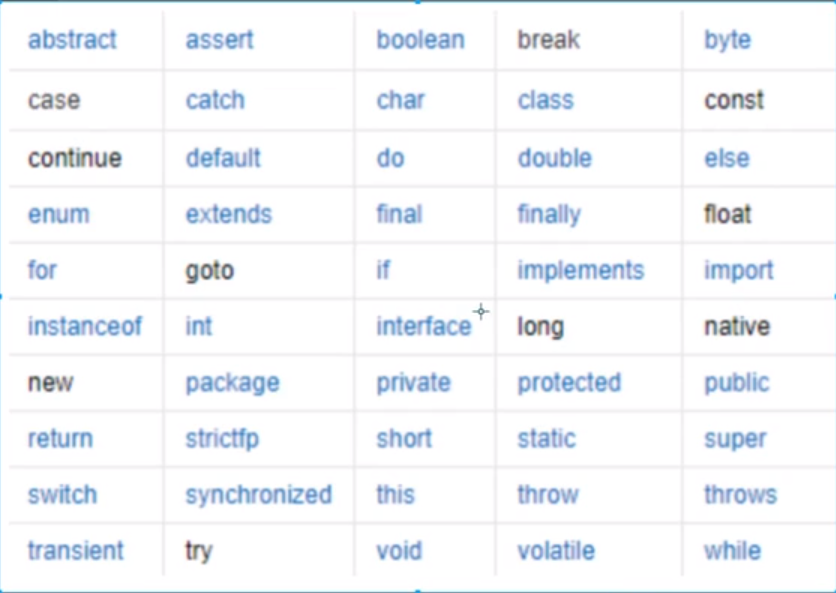 abstract assert boolean break byte
case catch char class const
continue default do double else
enum extends final finally float
for goto if implements import
instanceof int interface long native
new package private protected public
return strictfp short static super
switch synchronized this throw throws
transient try void volatile while